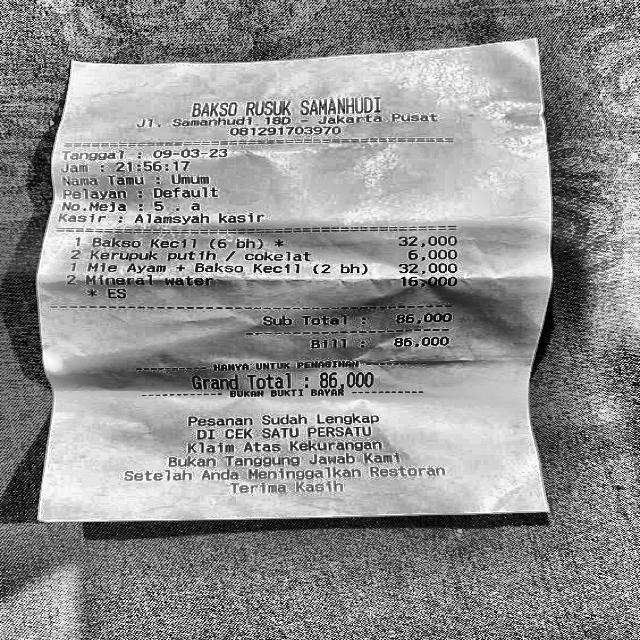 BAKSO RUSUK SAMANHUDI
Jl. Samanhudi 18D - Jakarta Pusat
081291703970
Tanggal : 09-03-23
Jam : 21:56:17
Nama Tamu : Umum
Pelayan : Default
No.Meja : 5 . a
Kasir : Alamsyah kasir
1 Bakso Kecil (6 bh) * 32,000
2 Kerupuk putih / cokelat 6,000
1 Mie Ayam + Bakso Kecil (2 bh) 32,000
2 Mineral water 16,000
* ES
Sub Total : 86,000
Bill : 86,000
HANYA UNTUK PENAGIHAN
Grand Total : 86,000
BUKAN BUKTI BAYAR
Pesanan Sudah Lengkap
DI CEK SATU PERSATU
Klaim Atas Kekurangan
Bukan Tanggung Jawab Kami
Setelah Anda Meninggalkan Restoran
Terima Kasih